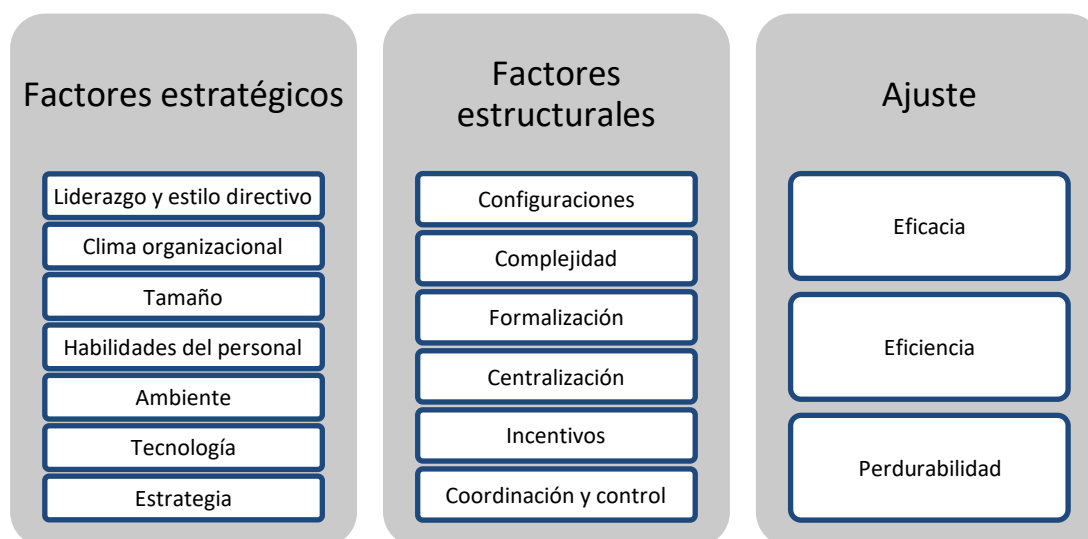 Factores estratégicos
Liderazgo y estilo directivo
Clima organizacional
Tamaño
Habilidades del personal
Ambiente
Tecnología
Estrategia
Factores
estructurales
Configuraciones
Complejidad
Formalización
Centralización
Incentivos
Coordinación y control
Ajuste
Eficacia
Eficiencia
Perdurabilidad